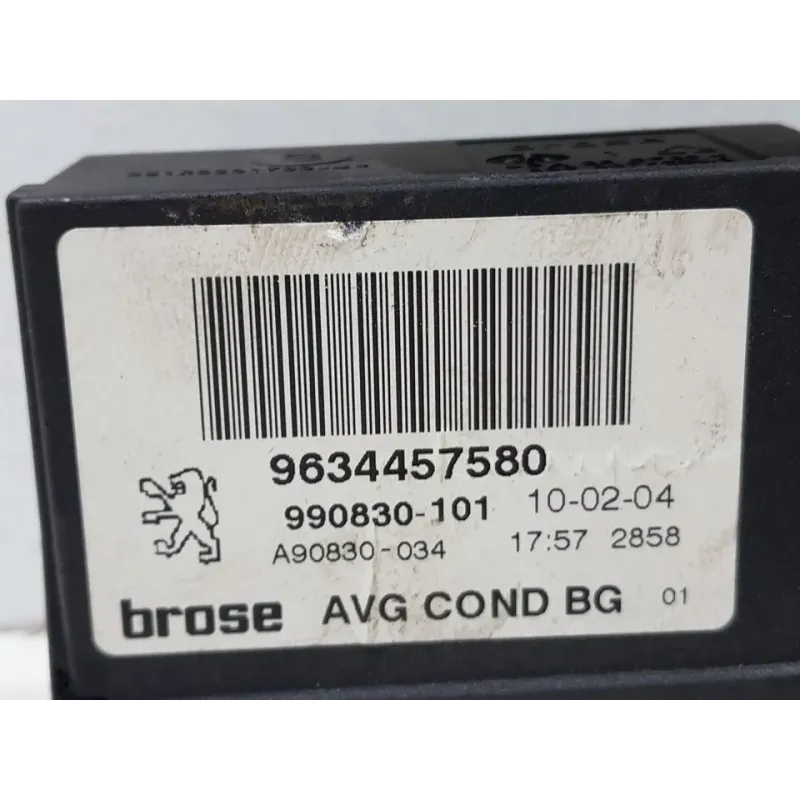 9634457580
990830-101 10-02-04
A90830-034 17:57 2858
brose AVG COND BG 01